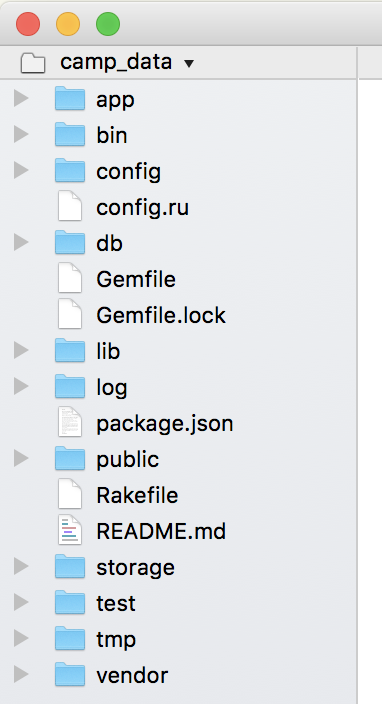 camp_data
app
bin
config
config.ru
db
Gemfile
Gemfile.lock
lib
log
package.json
public
Rakefile
README.md
storage
test
tmp
vendor